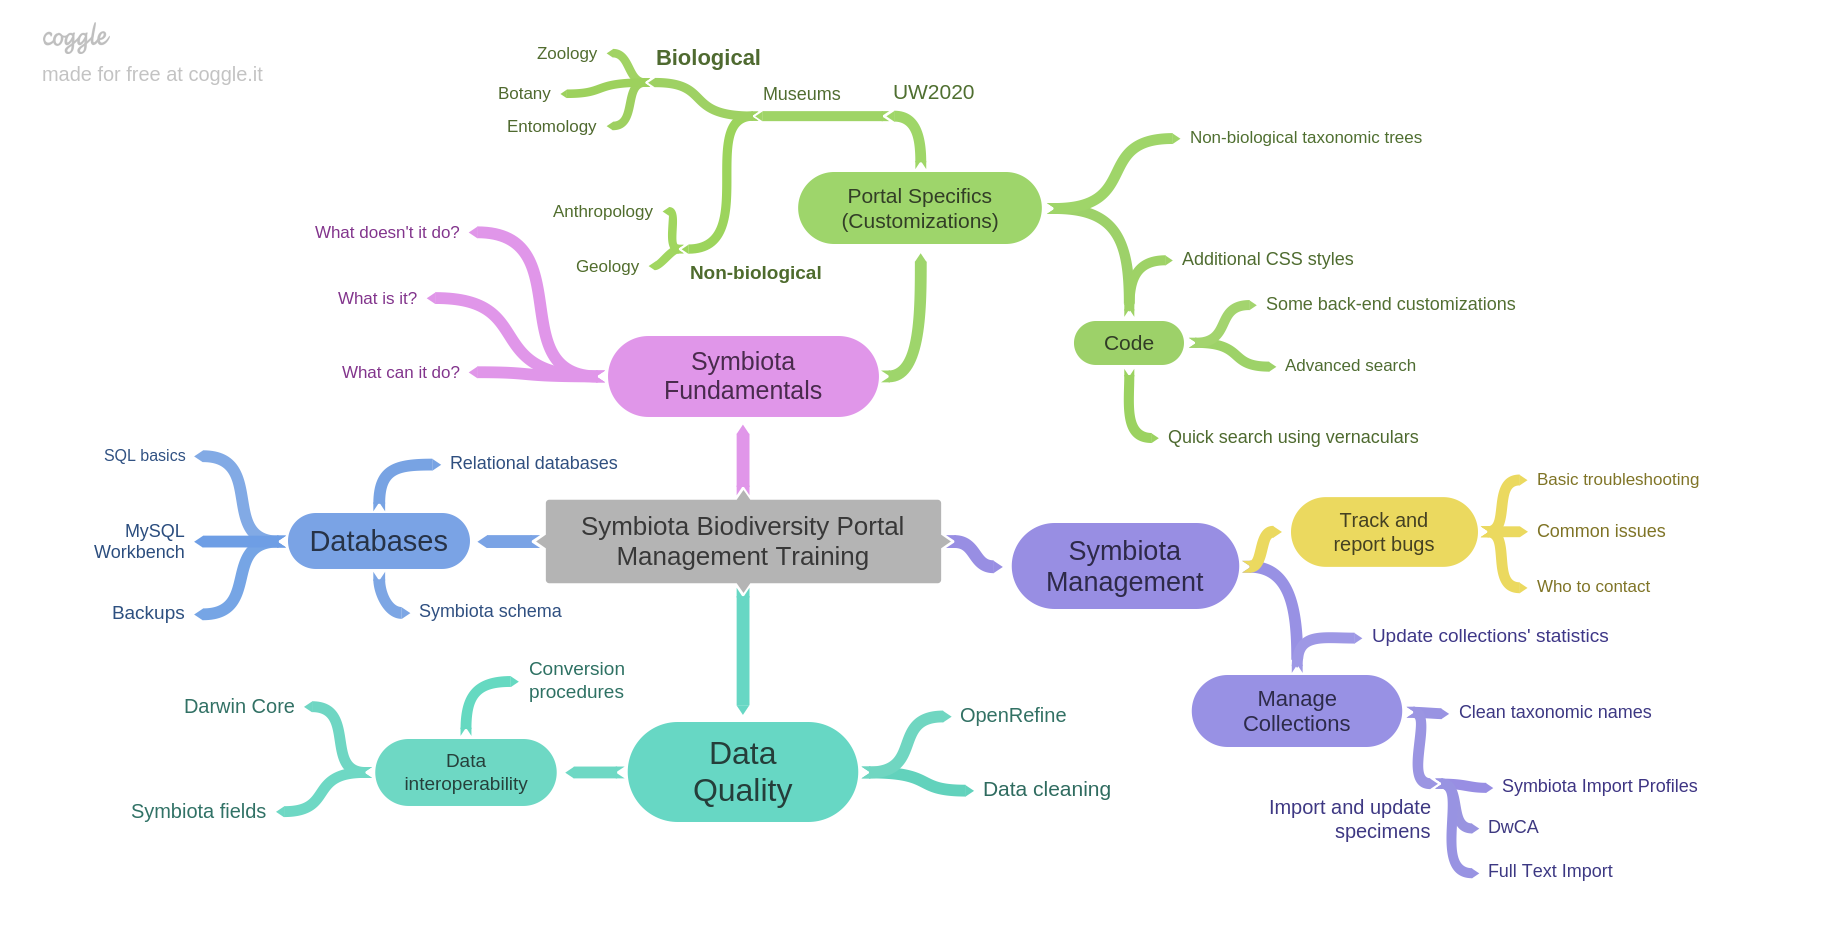 coggle
made for free at coggle.it
Zoology
Botany
Entomology
Biological
Museums
UW2020
Anthropology
Geology
Non-biological
Portal Specifics
(Customizations)
Non-biological taxonomic trees
Additional CSS styles
Code
Some back-end customizations
Advanced search
Quick search using vernaculars
What doesn't it do?
What is it?
What can it do?
Symbiota
Fundamentals
SQL basics
MySQL
Workbench
Backups
Databases
Relational databases
Symbiota schema
Symbiota Biodiversity Portal
Management Training
Symbiota
Management
Track and
report bugs
Basic troubleshooting
Common issues
Who to contact
Update collections' statistics
Manage
Collections
Clean taxonomic names
Import and update
specimens
Symbiota Import Profiles
DwCA
Full Text Import
Darwin Core
Symbiota fields
Data
interoperability
Conversion
procedures
Data
Quality
OpenRefine
Data cleaning